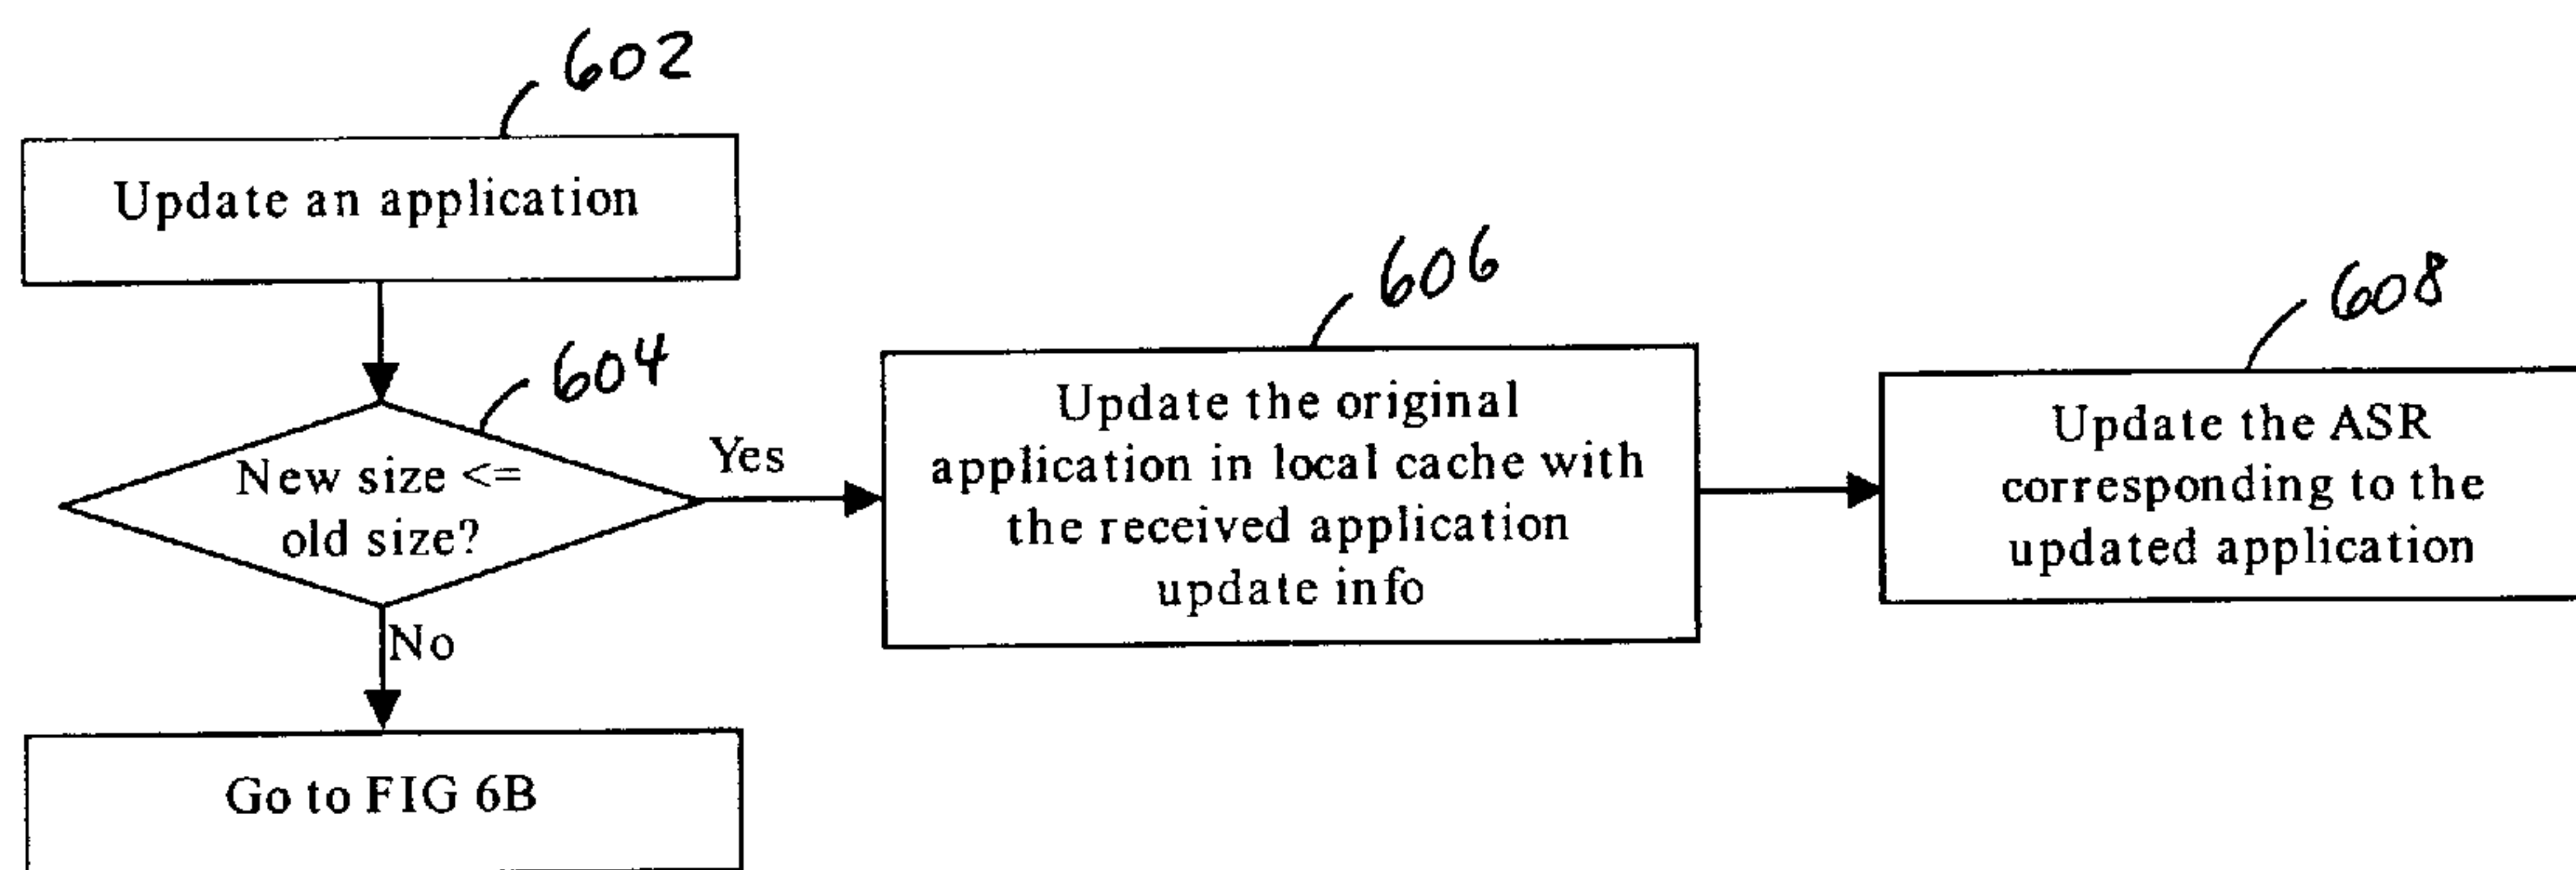 602
Update an application
604
New size <=
old size?
Yes
No
Go to FIG 6B
606
Update the original
application in local cache with
the received application
update info
608
Update the ASR
corresponding to the
updated application